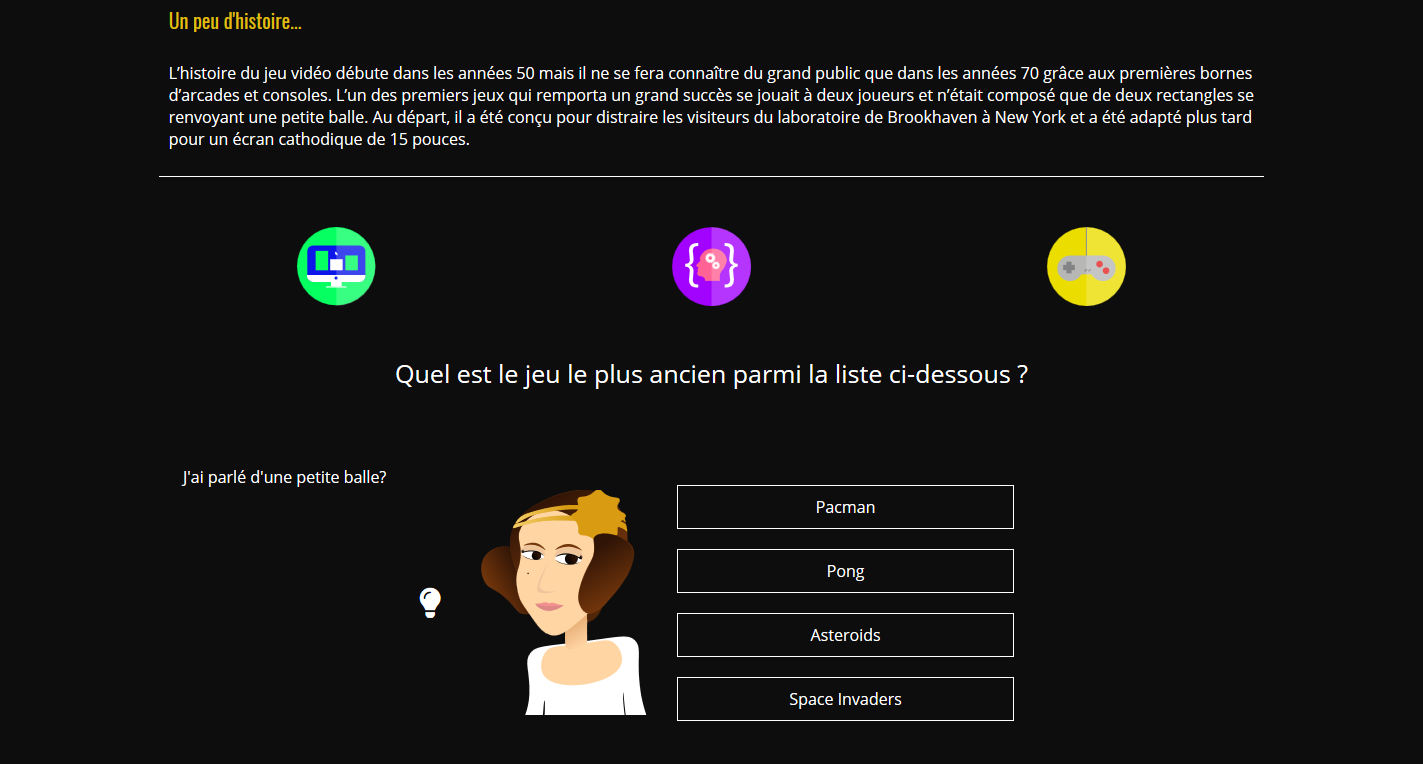 Un peu d'histoire...
L’histoire du jeu vidéo débute dans les années 50 mais il ne se fera connaître du grand public que dans les années 70 grâce aux premières bornes
d’arcades et consoles. L’un des premiers jeux qui remporta un grand succès se jouait à deux joueurs et n’était composé que de deux rectangles se
renvoyant une petite balle. Au départ, il a été conçu pour distraire les visiteurs du laboratoire de Brookhaven à New York et a été adapté plus tard
pour un écran cathodique de 15 pouces.
Quel est le jeu le plus ancien parmi la liste ci-dessous ?
J'ai parlé d'une petite balle?
Pacman
Pong
Asteroids
Space Invaders